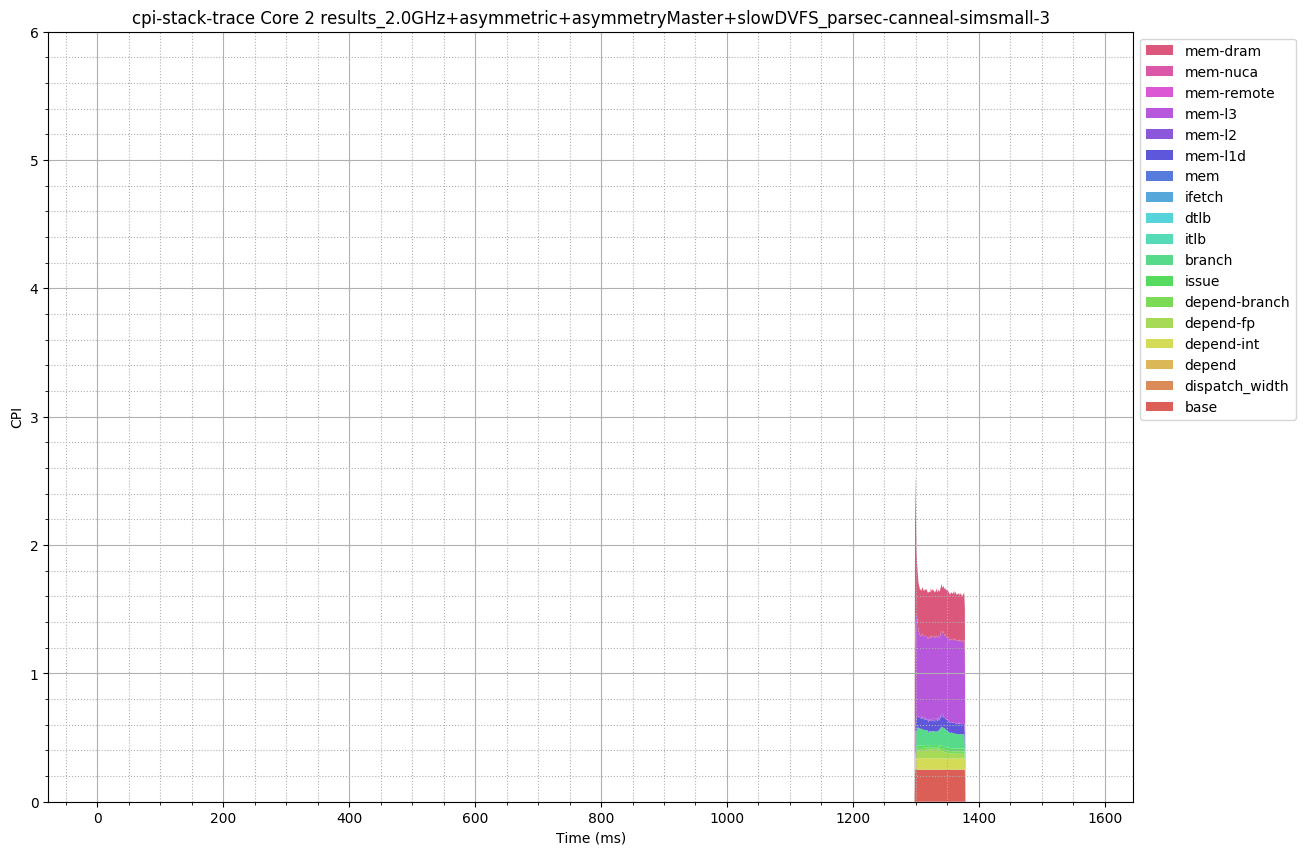 cpi-stack-trace Core 2 results_2.0GHz+asymmetric+asymmetryMaster+slowDVFS_parsec-canneal-simsmall-3
6
5
4
3
2
1
0
CPI
0 200 400 600 800 1000 1200 1400 1600
Time (ms)
mem-dram
mem-nuca
mem-remote
mem-l3
mem-l2
mem-l1d
mem
ifetch
dtlb
itlb
branch
issue
depend-branch
depend-fp
depend-int
depend
dispatch_width
base